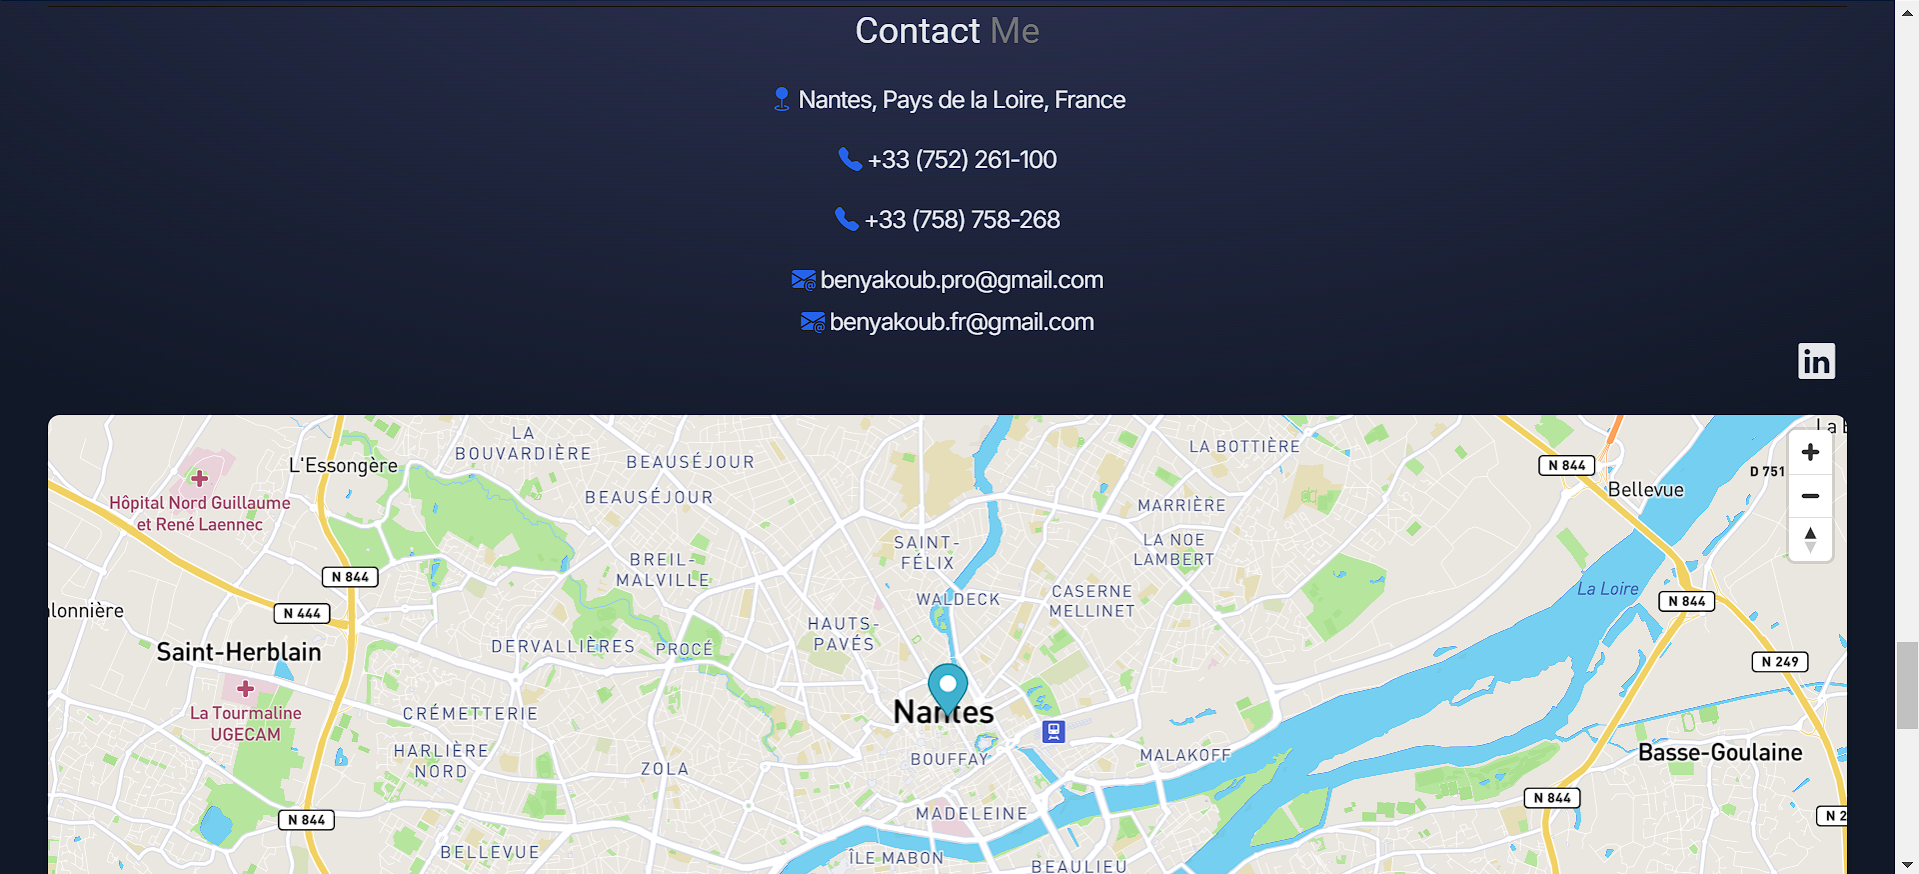 Contact Me
Nantes, Pays de la Loire, France
+33 (752) 261-100
+33 (758) 758-268
benyakoub.pro@gmail.com
benyakoub.fr@gmail.com
in
LA
BOUVARDIÈRE
BEAUSÉJOUR
BEAUSÉJOUR
L'Essongère
Hôpital Nord Guillaume
et René Laennec
LA BOTTIÈRE
N 844
D 751
Bellevue
MARRIÈRE
SAINT-
FÉLIX
LA NOE
LAMBERT
BREIL-
MALVILLE
N 844
N 444
WALDECK
CASERNE
MELLINET
La Loire
N 844
lonnière
HAUTS-
PAVÉS
Saint-Herblain
DERVALLIÈRES
PROCÉ
N 249
La Tourmaline
UGECAM
CRÉMETTERIE
Nantes
HARLIÈRE
NORD
ZOLA
BOUFFAY
MALAKOFF
Basse-Goulaine
N 844
N 844
MADELEINE
N 2
BELLEVUE
ÎLE MABON
BEAULIEU